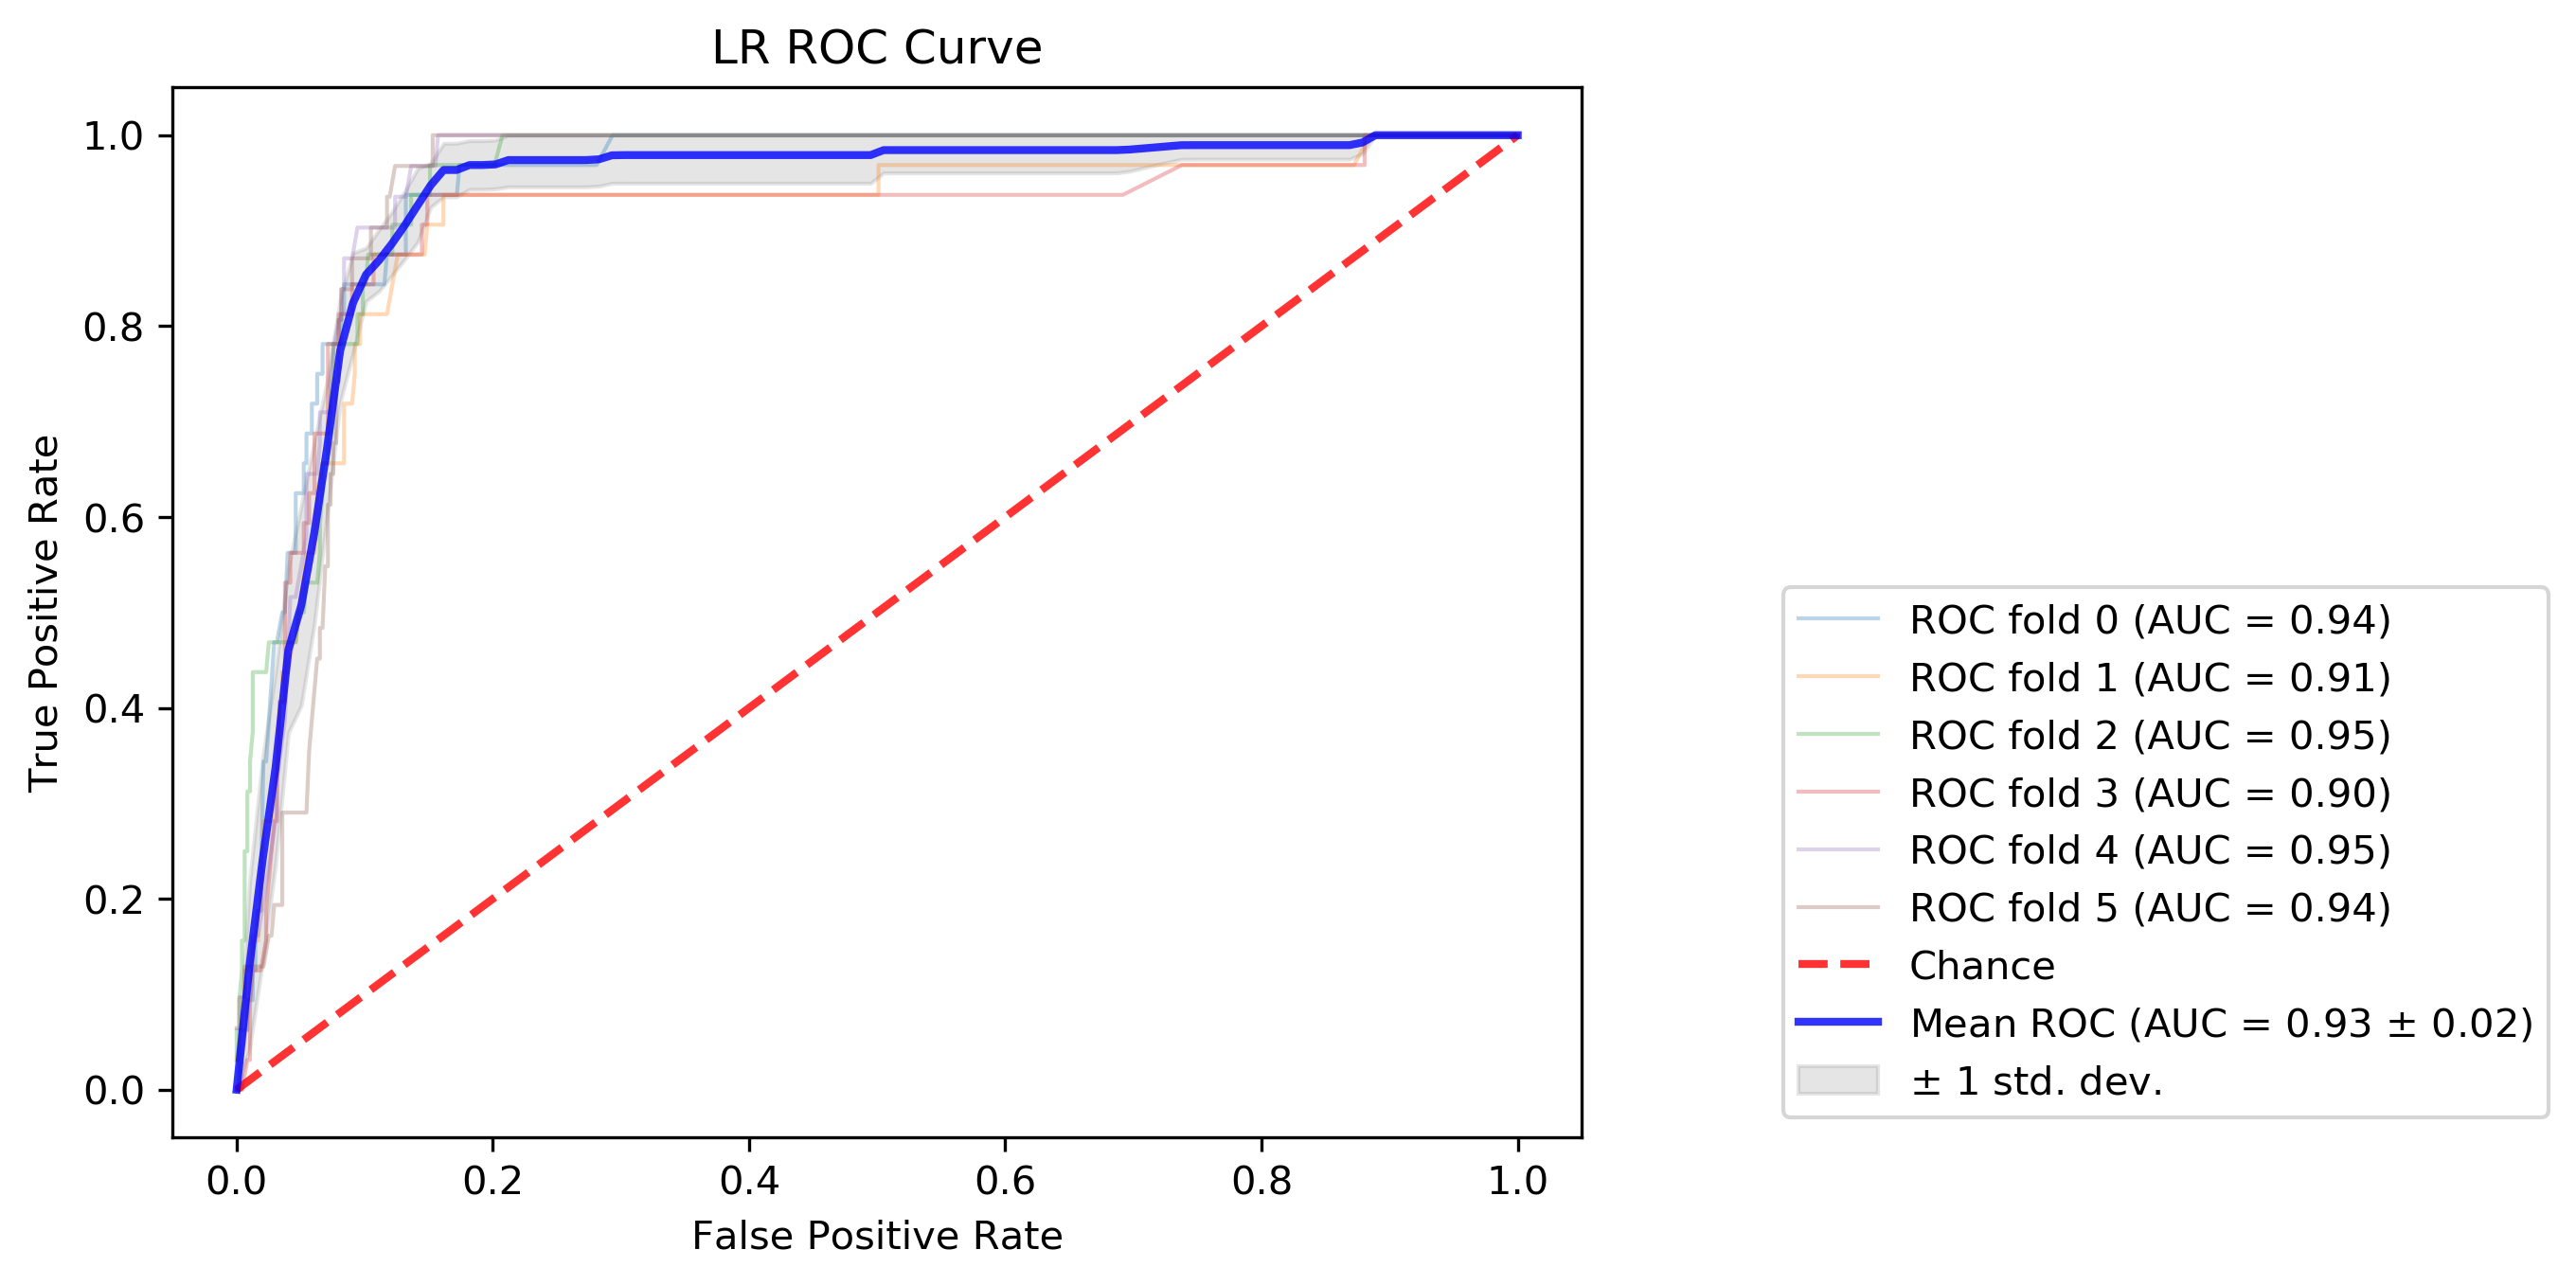 LR ROC Curve
True Positive Rate
1.0
0.8
0.6
0.4
0.2
0.0
0.0 0.2 0.4 0.6 0.8 1.0
False Positive Rate
ROC fold 0 (AUC = 0.94)
ROC fold 1 (AUC = 0.91)
ROC fold 2 (AUC = 0.95)
ROC fold 3 (AUC = 0.90)
ROC fold 4 (AUC = 0.95)
ROC fold 5 (AUC = 0.94)
Chance
Mean ROC (AUC = 0.93 ± 0.02)
± 1 std. dev.